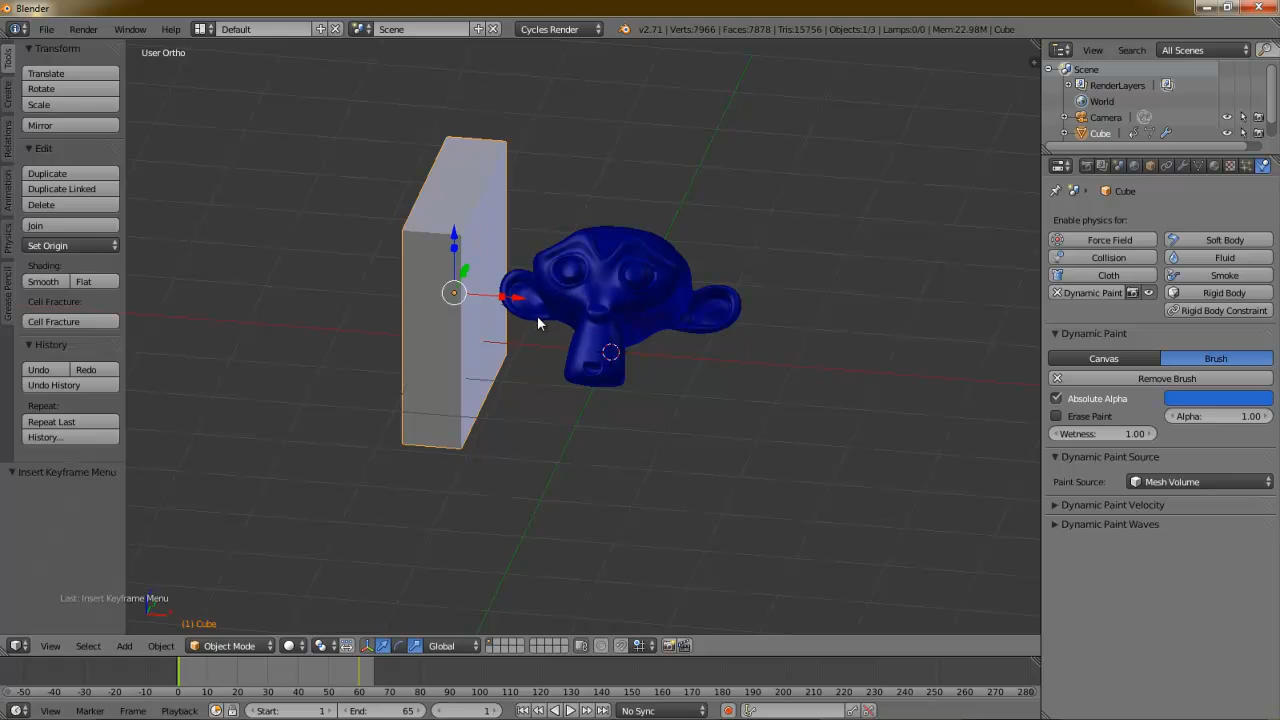 Blender
File Render Window Help Default Scene Cycles Render v2.71 | Verts:7966 | Faces:7878 | Tris:15756 | Objects:1/3 | Lamps:0/0 | Mem:22.98M | Cube
User Ortho
Tools
Create
Relations
Animation
Physics
Grease Pencil
Transform
Translate
Rotate
Scale
Mirror
Edit
Duplicate
Duplicate Linked
Delete
Join
Set Origin
Shading:
Smooth Flat
Cell Fracture:
Cell Fracture
History
Undo Redo
Undo History
Repeat:
Repeat Last
History...
Insert Keyframe Menu
Last: Insert Keyframe Menu
(1) Cube
View Search All Scenes
Scene
RenderLayers
World
Camera
Cube
Cube
Enable physics for:
Force Field Soft Body
Collision Fluid
Cloth Smoke
Dynamic Paint Rigid Body
Rigid Body Constraint
Dynamic Paint
Canvas Brush
Remove Brush
Absolute Alpha
Erase Paint Alpha: 1.00
Wetness: 1.00
Dynamic Paint Source
Paint Source: Mesh Volume
Dynamic Paint Velocity
Dynamic Paint Waves
View Select Add Object Object Mode Global
-50 -40 -30 -20 -10 0 10 20 30 40 50 60 70 80 90 100 110 120 130 140 150 160 170 180 190 200 210 220 230 240 250 260 270 280
View Marker Frame Playback Start: 1 End: 65 1 No Sync